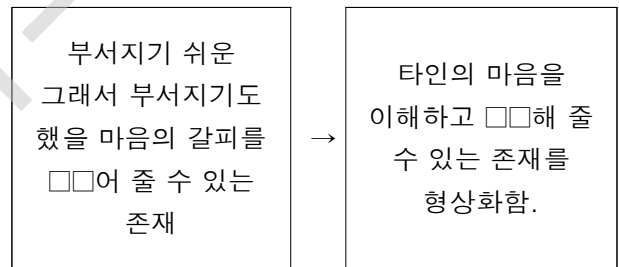 부서지기 쉬운
그래서 부서지기도
했을 마음의 갈피를
□□어 줄 수 있는
존재
→
타인의 마음을
이해하고 □□해 줄
수 있는 존재를
형상화함.